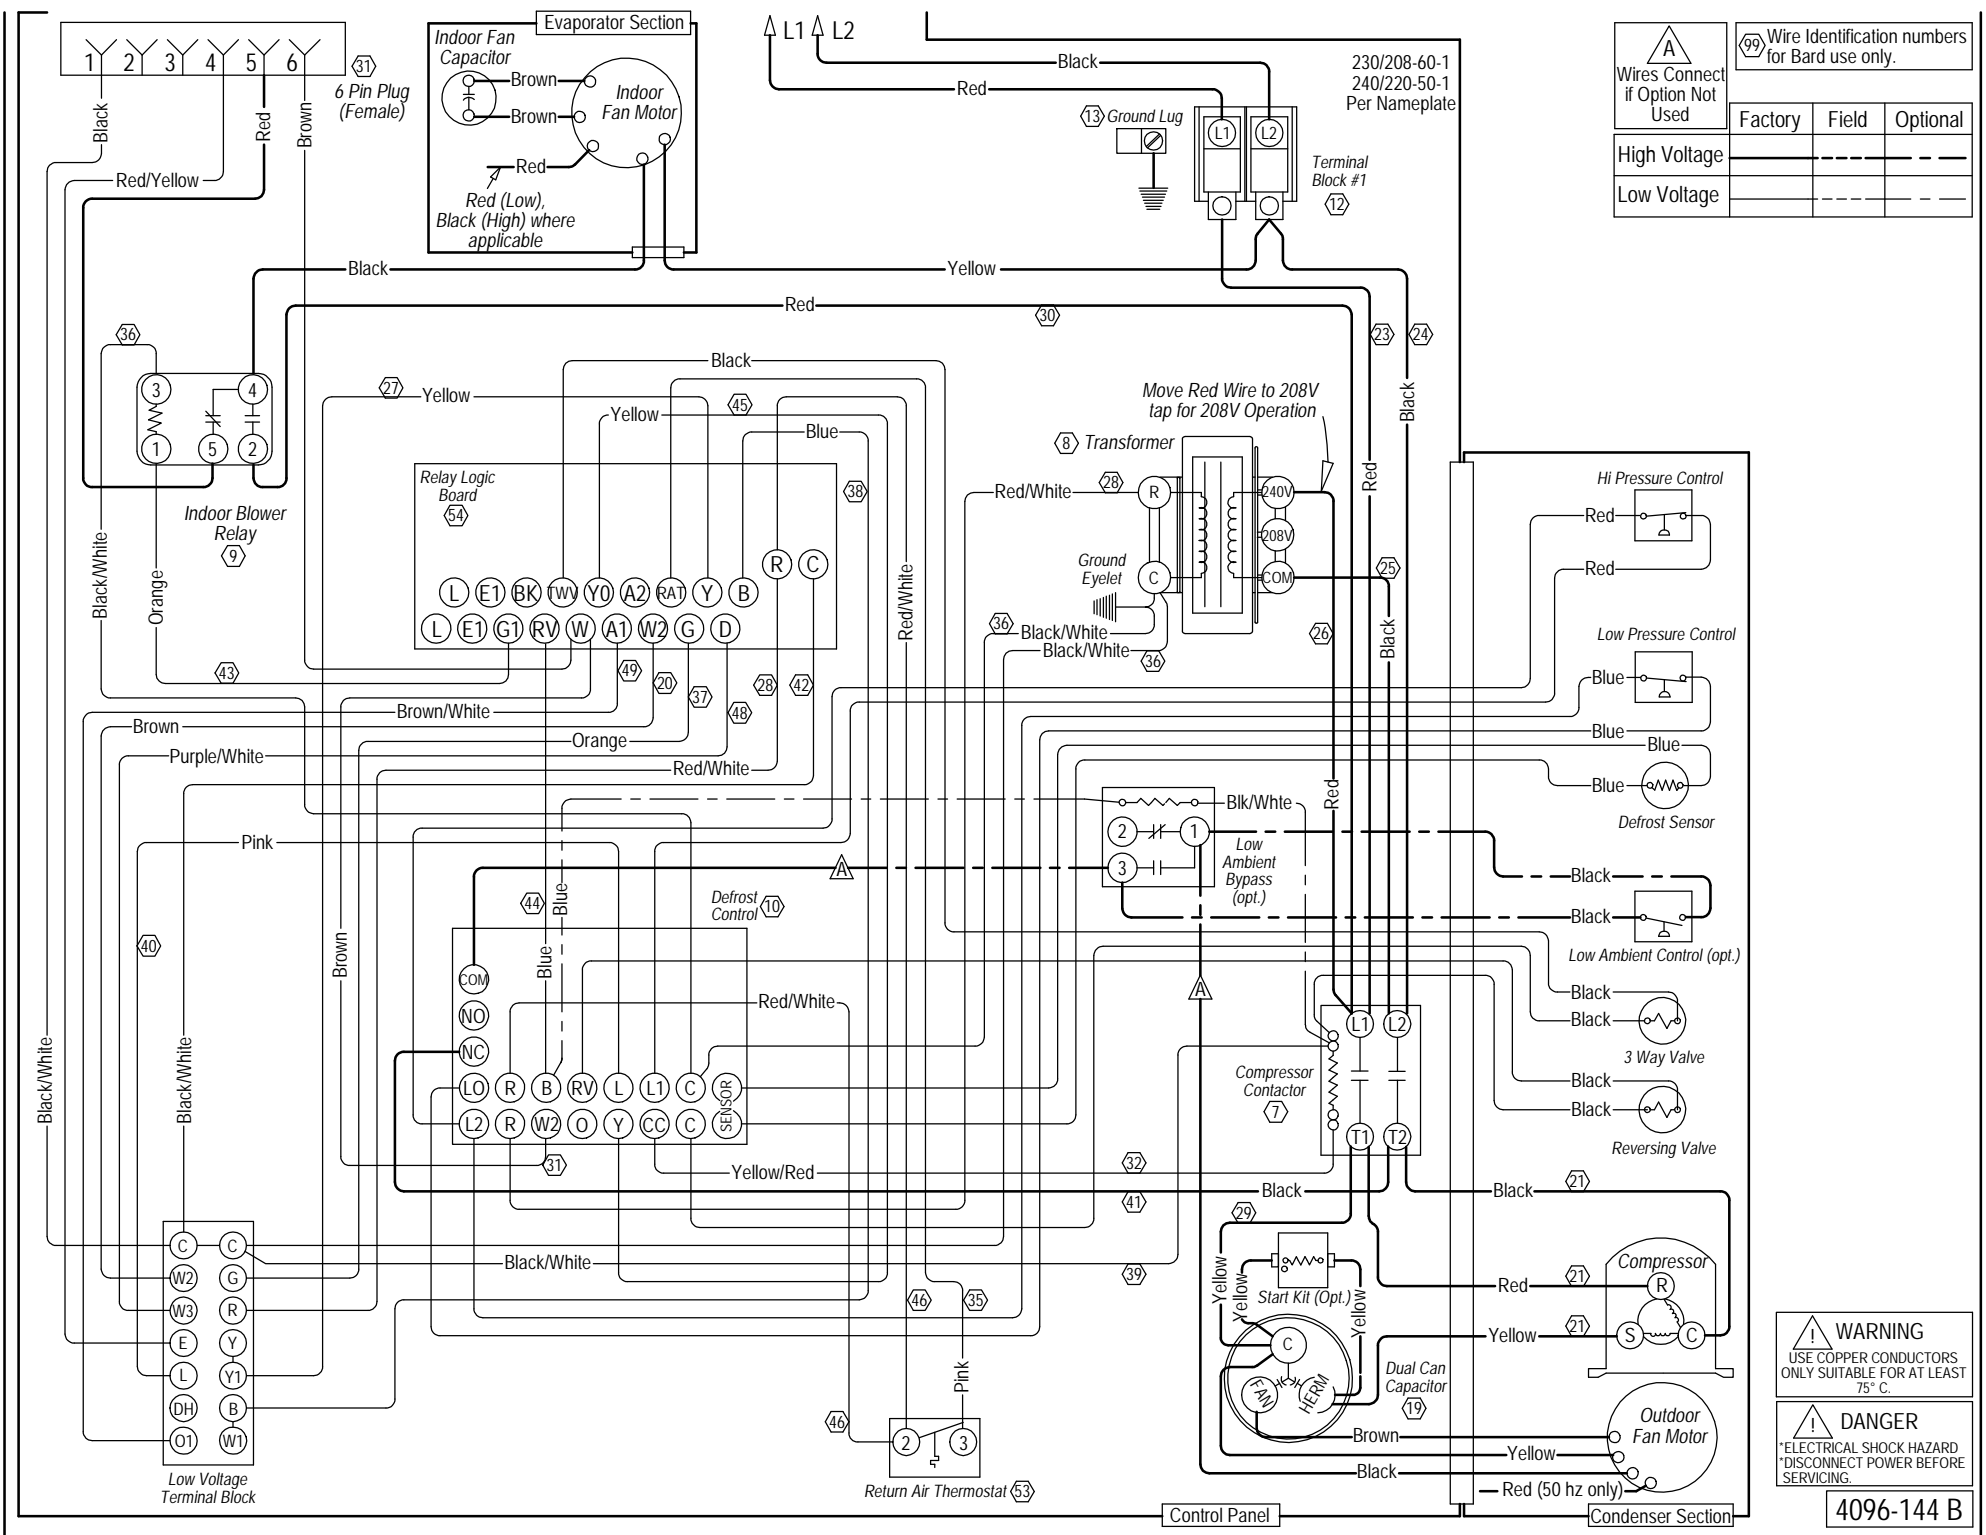 1 2 3 4 5 6
31
6 Pin Plug
(Female)
Black
Red/Yellow
Red
Brown
Evaporator Section
Indoor Fan
Capacitor
Brown
Brown
Indoor
Fan Motor
Red
Red (Low),
Black (High) where
applicable
L1 L2
Black
Red
13 Ground Lug
L1 L2
Terminal
Block #1
12
230/208-60-1
240/220-50-1
Per Nameplate
A
Wires Connect
if Option Not
Used
99 Wire Identification numbers
for Bard use only.
Factory Field Optional
High Voltage
Low Voltage
Black
Yellow
Red
30
23
24
36
3 4
1 5 2
Indoor Blower
Relay
9
Black/White
Orange
43
27
Yellow
Black
45
Yellow
Blue
Relay Logic
Board
54
38
R C
L E1 BK TWV Y0 A2 RAT Y B
L E1 G1 RV W A1 W2 G D
49
20
37
48
28
42
Red/White
Move Red Wire to 208V
tap for 208V Operation
8 Transformer
Red/White
28
R
240V
208V
Ground
Eyelet
C
COM
25
36
Black/White
Black/White
36
26
Black
Red
Black
Red
Brown/White
Brown
Orange
Purple/White
Red/White
Pink
40
Brown
44
Blue
Blue
Hi Pressure Control
Red
Red
Low Pressure Control
Blue
Blue
Blue
Blue
Defrost Sensor
Blk/Whte
2 1
3
Low
Ambient
Bypass
(opt.)
A
Black
Black
Low Ambient Control (opt.)
A
Defrost
Control
10
COM
NO
NC
LO R B RV L L1 C SENSOR
L2 R W2 O Y CC C
Red/White
31
Yellow/Red
32
Black
41
Black
21
Black
Black
3 Way Valve
Black
Black
Reversing Valve
L1 L2
Compressor
Contactor
7
T1 T2
Black/White
Black/White
C C
W2 G
W3 R
E Y
L Y1
DH B
O1 W1
Low Voltage
Terminal Block
Black/White
39
46
35
Pink
46
2 3
Return Air Thermostat 53
29
Yellow
Yellow
Yellow
Start Kit (Opt.)
C
FAN
HERM
Dual Can
Capacitor
19
Red
21
Yellow
21
Compressor
R
S C
Brown
Yellow
Black
Red (50 hz only)
Outdoor
Fan Motor
Control Panel
Condenser Section
! WARNING
USE COPPER CONDUCTORS
ONLY SUITABLE FOR AT LEAST
75° C.
! DANGER
*ELECTRICAL SHOCK HAZARD
*DISCONNECT POWER BEFORE
SERVICING.
4096-144 B